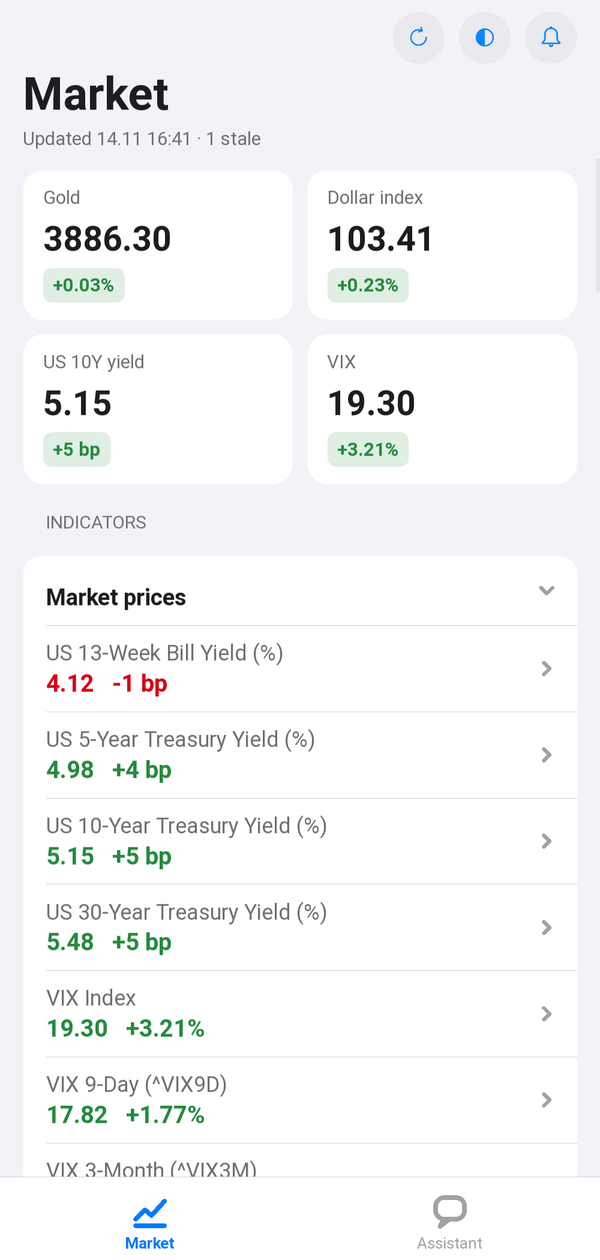 Market
Updated 14.11 16:41 · 1 stale
Gold
3886.30
+0.03%
Dollar index
103.41
+0.23%
US 10Y yield
5.15
+5 bp
VIX
19.30
+3.21%
INDICATORS
Market prices
US 13-Week Bill Yield (%)
4.12 -1 bp
US 5-Year Treasury Yield (%)
4.98 +4 bp
US 10-Year Treasury Yield (%)
5.15 +5 bp
US 30-Year Treasury Yield (%)
5.48 +5 bp
VIX Index
19.30 +3.21%
VIX 9-Day (^VIX9D)
17.82 +1.77%
VIX 3-Month (^VIX3M)
Market
Assistant